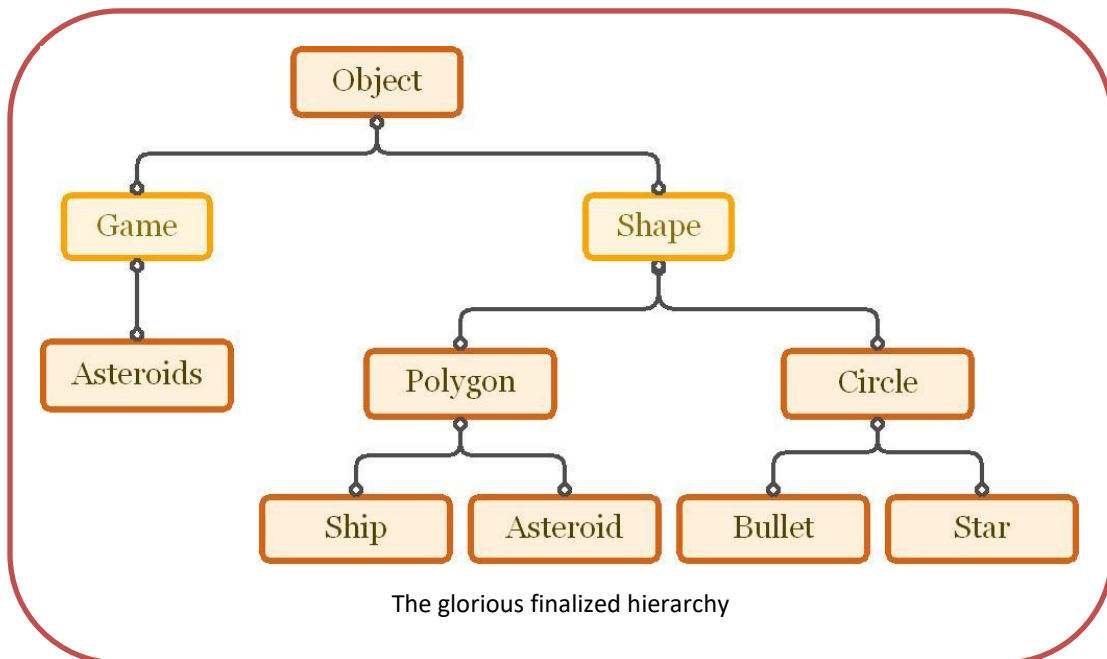 Object
Game
Shape
Asteroids
Polygon
Circle
Ship
Asteroid
Bullet
Star
The glorious finalized hierarchy